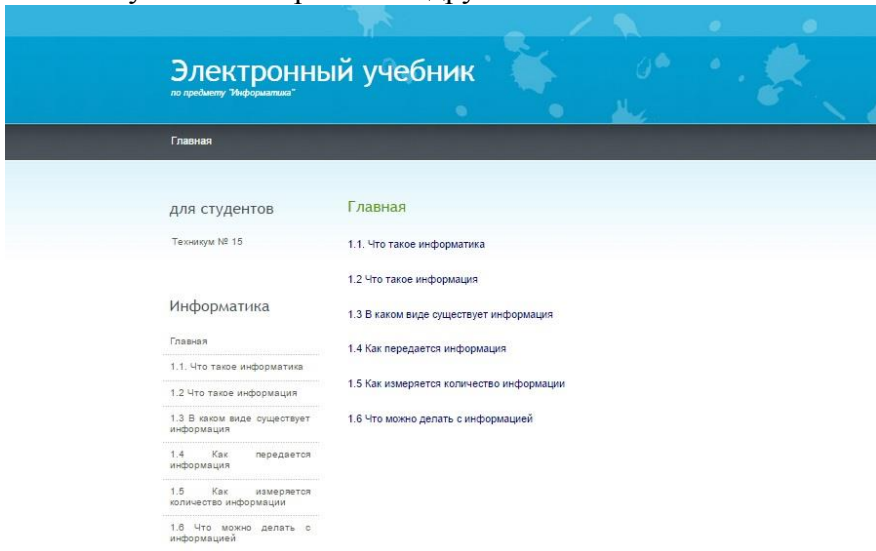 Электронный учебник
по предмету "Информатика"
Главная
для студентов
Техникум № 15
Информатика
Главная
1.1. Что такое информатика
1.2 Что такое информация
1.3 В каком виде существует
информация
1.4 Как передается
информация
1.5 Как измеряется
количество информации
1.6 Что можно делать с
информацией
Главная
1.1. Что такое информатика
1.2 Что такое информация
1.3 В каком виде существует информация
1.4 Как передается информация
1.5 Как измеряется количество информации
1.6 Что можно делать с информацией